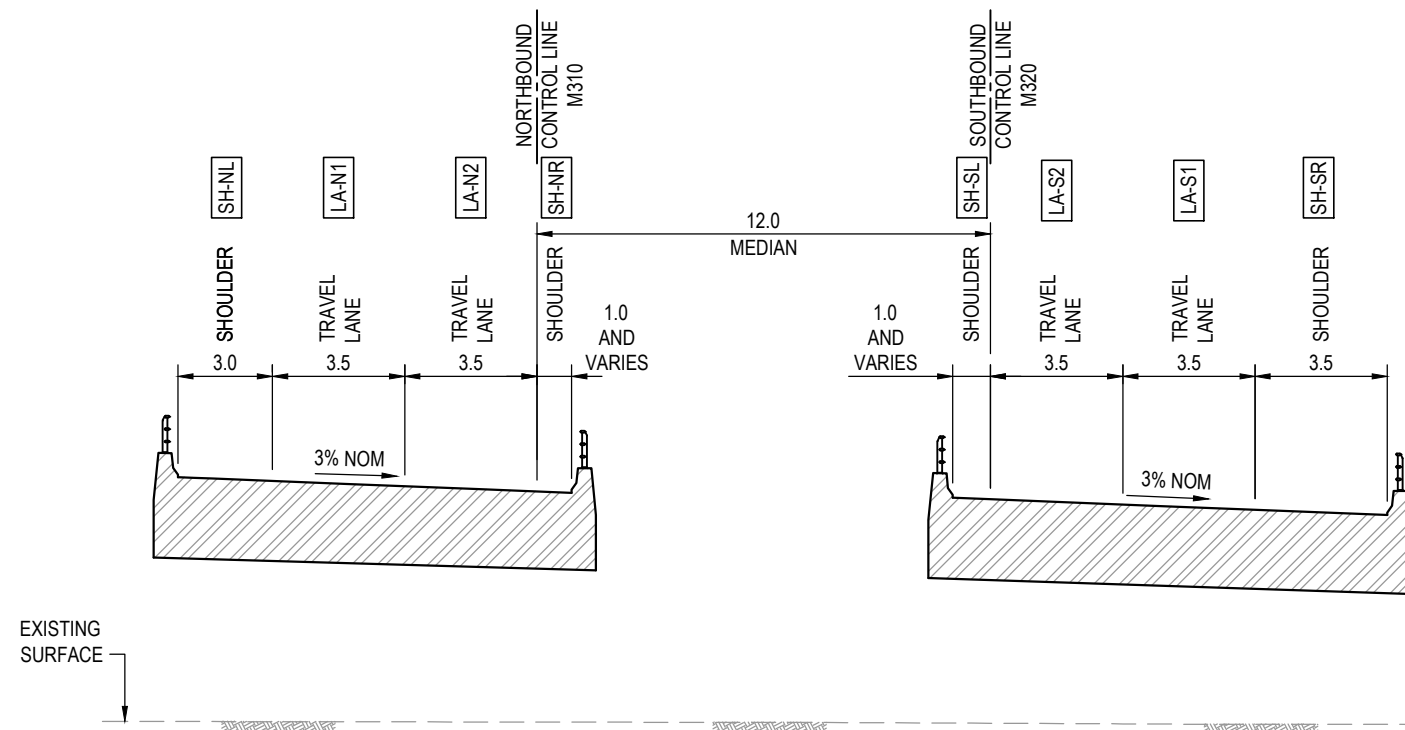 NORTHBOUND
CONTROL LINE
M310
SOUTHBOUND
CONTROL LINE
M320
SH-NL
LA-N1
LA-N2
SH-NR
SH-SL
LA-S2
LA-S1
SH-SR
12.0
MEDIAN
SHOULDER
TRAVEL
LANE
TRAVEL
LANE
SHOULDER
SHOULDER
TRAVEL
LANE
TRAVEL
LANE
SHOULDER
1.0
AND
VARIES
1.0
AND
VARIES
3.0
3.5
3.5
3.5
3.5
3.5
3% NOM
3% NOM
EXISTING
SURFACE